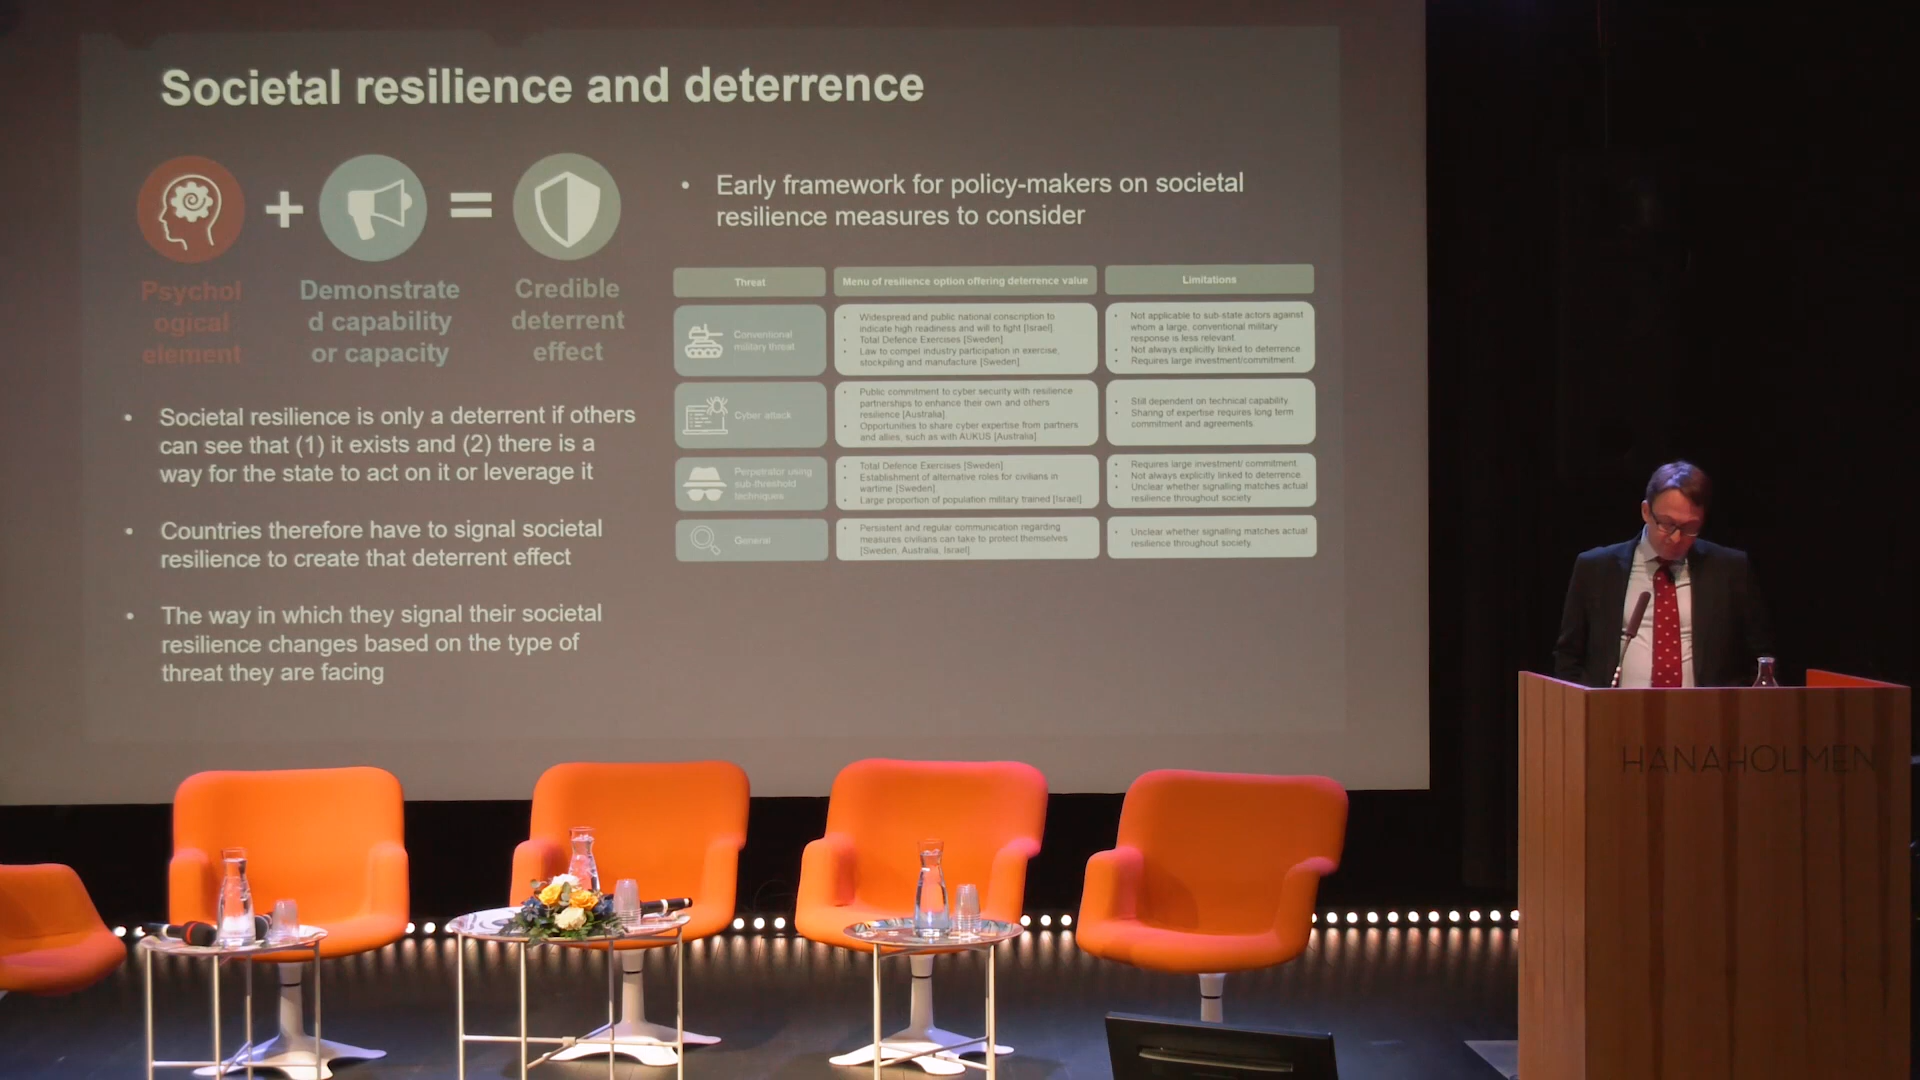 Societal resilience and deterrence
Psychol
ogical
element
Demonstrate
d capability
or capacity
Credible
deterrent
effect
• Societal resilience is only a deterrent if others
can see that (1) it exists and (2) there is a
way for the state to act on it or leverage it
• Countries therefore have to signal societal
resilience to create that deterrent effect
• The way in which they signal their societal
resilience changes based on the type of
threat they are facing
• Early framework for policy-makers on societal
resilience measures to consider
Threat
Menu of resilience option offering deterrence value
Limitations
Conventional
military threat
• Widespread and public national conscription to
indicate high readiness and will to fight [Israel]
• Total Defence Exercises [Sweden]
• Law to compel industry participation in exercise,
stockpiling and manufacture [Sweden]
• Not applicable to sub-state actors against
whom a large, conventional military
response is less relevant
• Not always explicitly linked to deterrence
• Requires large investment/commitment.
Cyber attack
• Public commitment to cyber security with resilience
partnerships to enhance their own and others
resilience [Australia]
• Opportunities to share cyber expertise from partners
and allies, such as with AUKUS [Australia]
• Still dependent on technical capability.
• Sharing of expertise requires long term
commitment and agreements.
Perpetrator using
sub-threshold
techniques
• Total Defence Exercises [Sweden]
• Establishment of alternative roles for civilians in
wartime [Sweden]
• Large proportion of population military trained [Israel]
• Requires large investment/ commitment.
• Not always explicitly linked to deterrence.
• Unclear whether signalling matches actual
resilience throughout society
General
• Persistent and regular communication regarding
measures civilians can take to protect themselves
[Sweden, Australia, Israel]
• Unclear whether signalling matches actual
resilience throughout society.
HANAHOLMEN